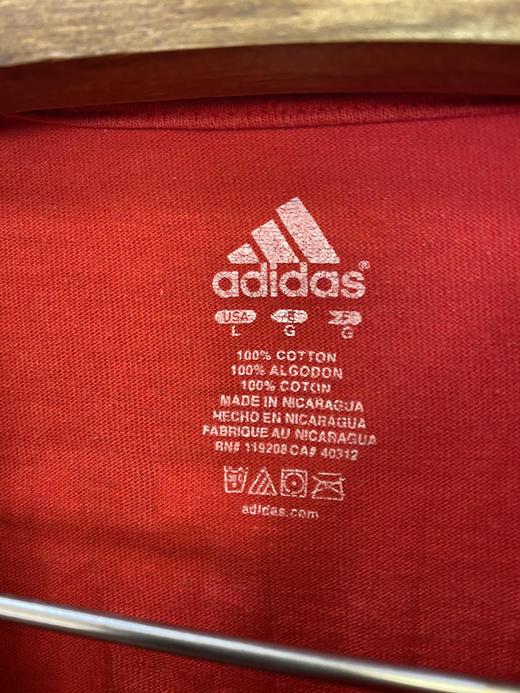 adidas®
USA E F
L G G
100% COTTON
100% ALGODON
100% COTON
MADE IN NICARAGUA
HECHO EN NICARAGUA
FABRIQUE AU NICARAGUA
RN# 119208 CA# 40312
adidas.com